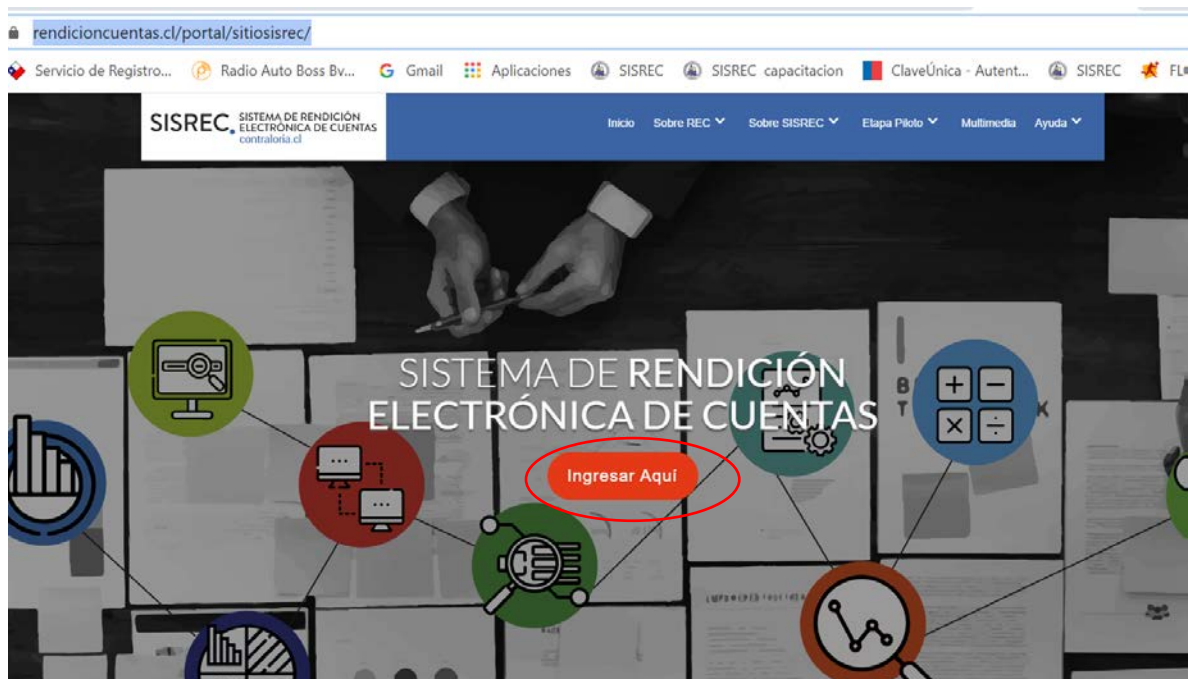 rendicioncuentas.cl/portal/sitiosisrec/
Servicio de Registro... Radio Auto Boss Bv... Gmail Aplicaciones SISREC SISREC capacitacion ClaveÚnica - Autent... SISREC
SISREC. SISTEMA DE RENDICIÓN
ELECTRÓNICA DE CUENTAS
contraloria.cl
Inicio Sobre REC Sobre SISREC Etapa Piloto Multimedia Ayuda
SISTEMA DE RENDICIÓN
ELECTRÓNICA DE CUENTAS
Ingresar Aquí